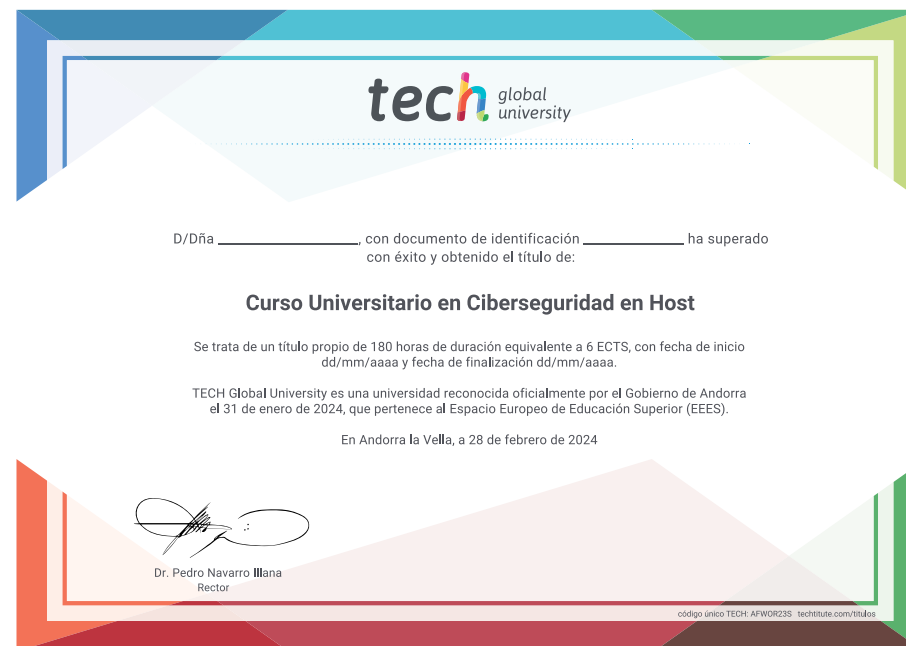 tech global university
D/Dña ____________________, con documento de identificación ______________ ha superado
con éxito y obtenido el título de:
Curso Universitario en Ciberseguridad en Host
Se trata de un título propio de 180 horas de duración equivalente a 6 ECTS, con fecha de inicio
dd/mm/aaaa y fecha de finalización dd/mm/aaaa.
TECH Global University es una universidad reconocida oficialmente por el Gobierno de Andorra
el 31 de enero de 2024, que pertenece al Espacio Europeo de Educación Superior (EEES).
En Andorra la Vella, a 28 de febrero de 2024
Dr. Pedro Navarro Illana
Rector
código único TECH: AFWOR23S techtitute.com/titulos